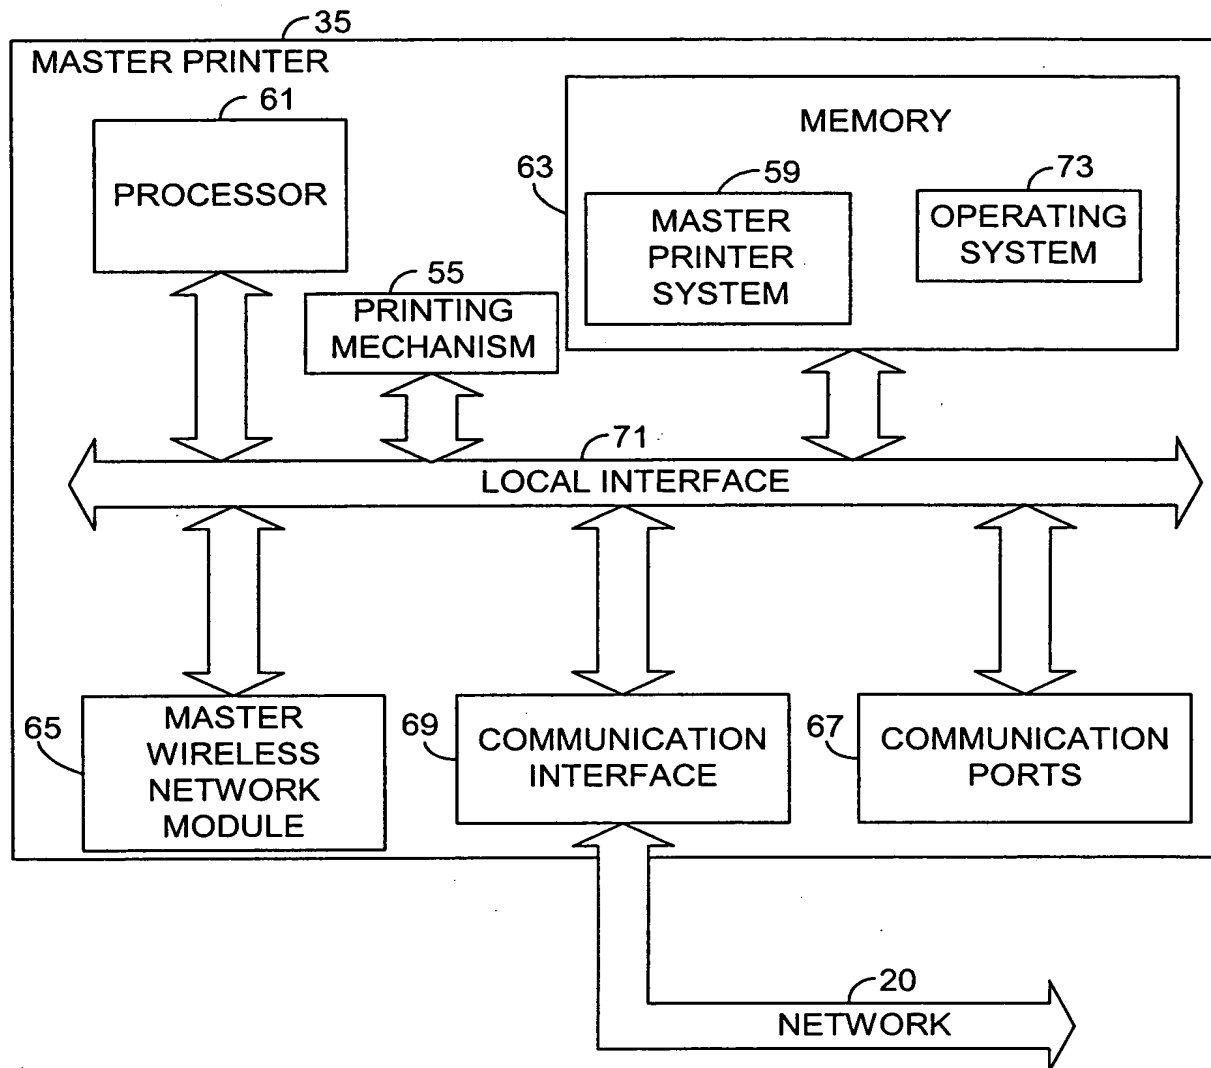 35
MASTER PRINTER
61
PROCESSOR
55
PRINTING
MECHANISM
MEMORY
63
59
MASTER
PRINTER
SYSTEM
73
OPERATING
SYSTEM
71
LOCAL INTERFACE
65
MASTER
WIRELESS
NETWORK
MODULE
69
COMMUNICATION
INTERFACE
67
COMMUNICATION
PORTS
20
NETWORK